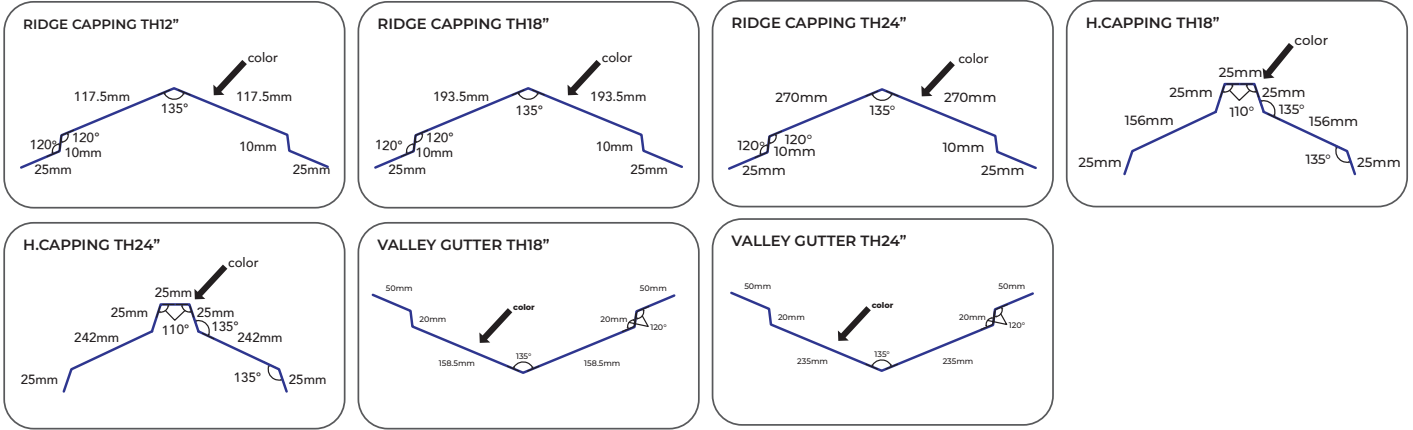 RIDGE CAPPING TH12”
color
117.5mm
117.5mm
135°
120°
120°
10mm
10mm
25mm
25mm
RIDGE CAPPING TH18”
color
193.5mm
193.5mm
135°
120°
120°
10mm
10mm
25mm
25mm
RIDGE CAPPING TH24”
color
270mm
270mm
135°
120°
120°
10mm
10mm
25mm
25mm
H.CAPPING TH18”
color
25mm
25mm
25mm
110°
135°
156mm
156mm
25mm
135°
25mm
H.CAPPING TH24”
color
25mm
25mm
25mm
110°
135°
242mm
242mm
25mm
135°
25mm
VALLEY GUTTER TH18”
50mm
50mm
color
20mm
20mm
120°
135°
158.5mm
158.5mm
VALLEY GUTTER TH24”
50mm
50mm
color
20mm
20mm
120°
135°
235mm
235mm